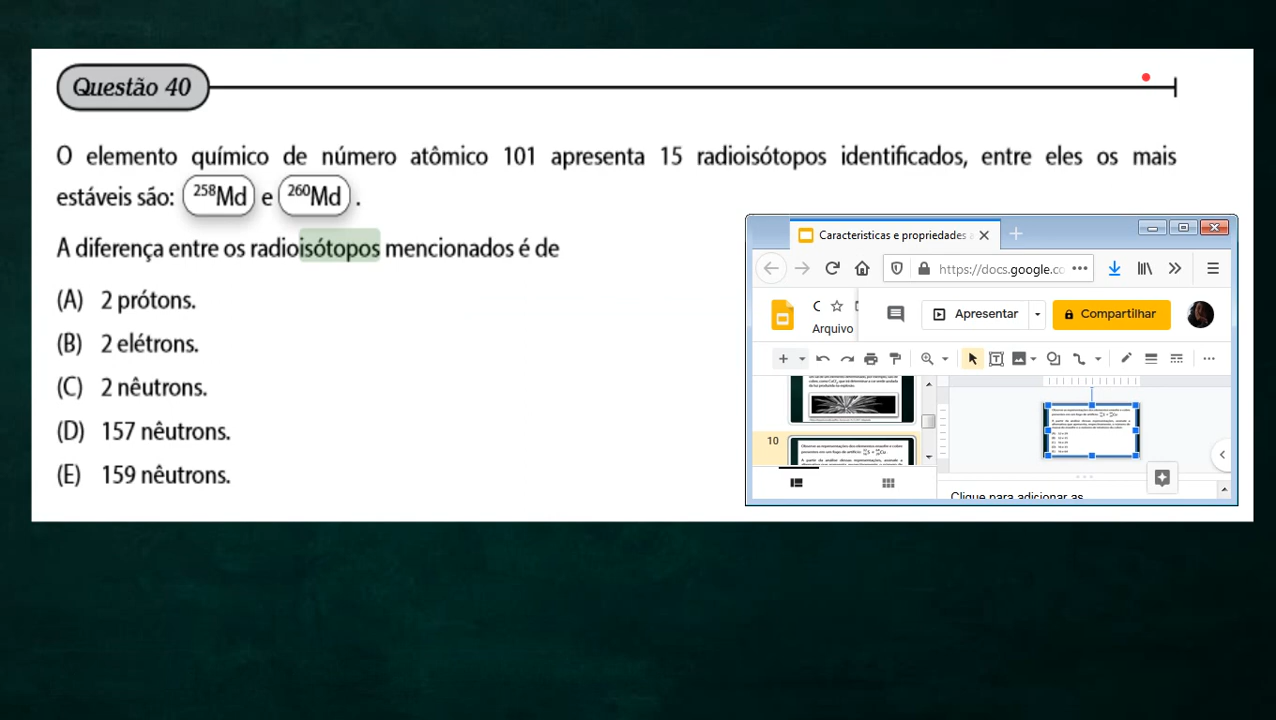 Questão 40
O elemento químico de número atômico 101 apresenta 15 radioisótopos identificados, entre eles os mais
estáveis são: ²⁵⁸Md e ²⁶⁰Md .
A diferença entre os radioisótopos mencionados é de
(A) 2 prótons.
(B) 2 elétrons.
(C) 2 nêutrons.
(D) 157 nêutrons.
(E) 159 nêutrons.
Caracteristicas e propriedades a
https://docs.google.co
Arquivo
Apresentar
Compartilhar
10
Clique para adicionar as